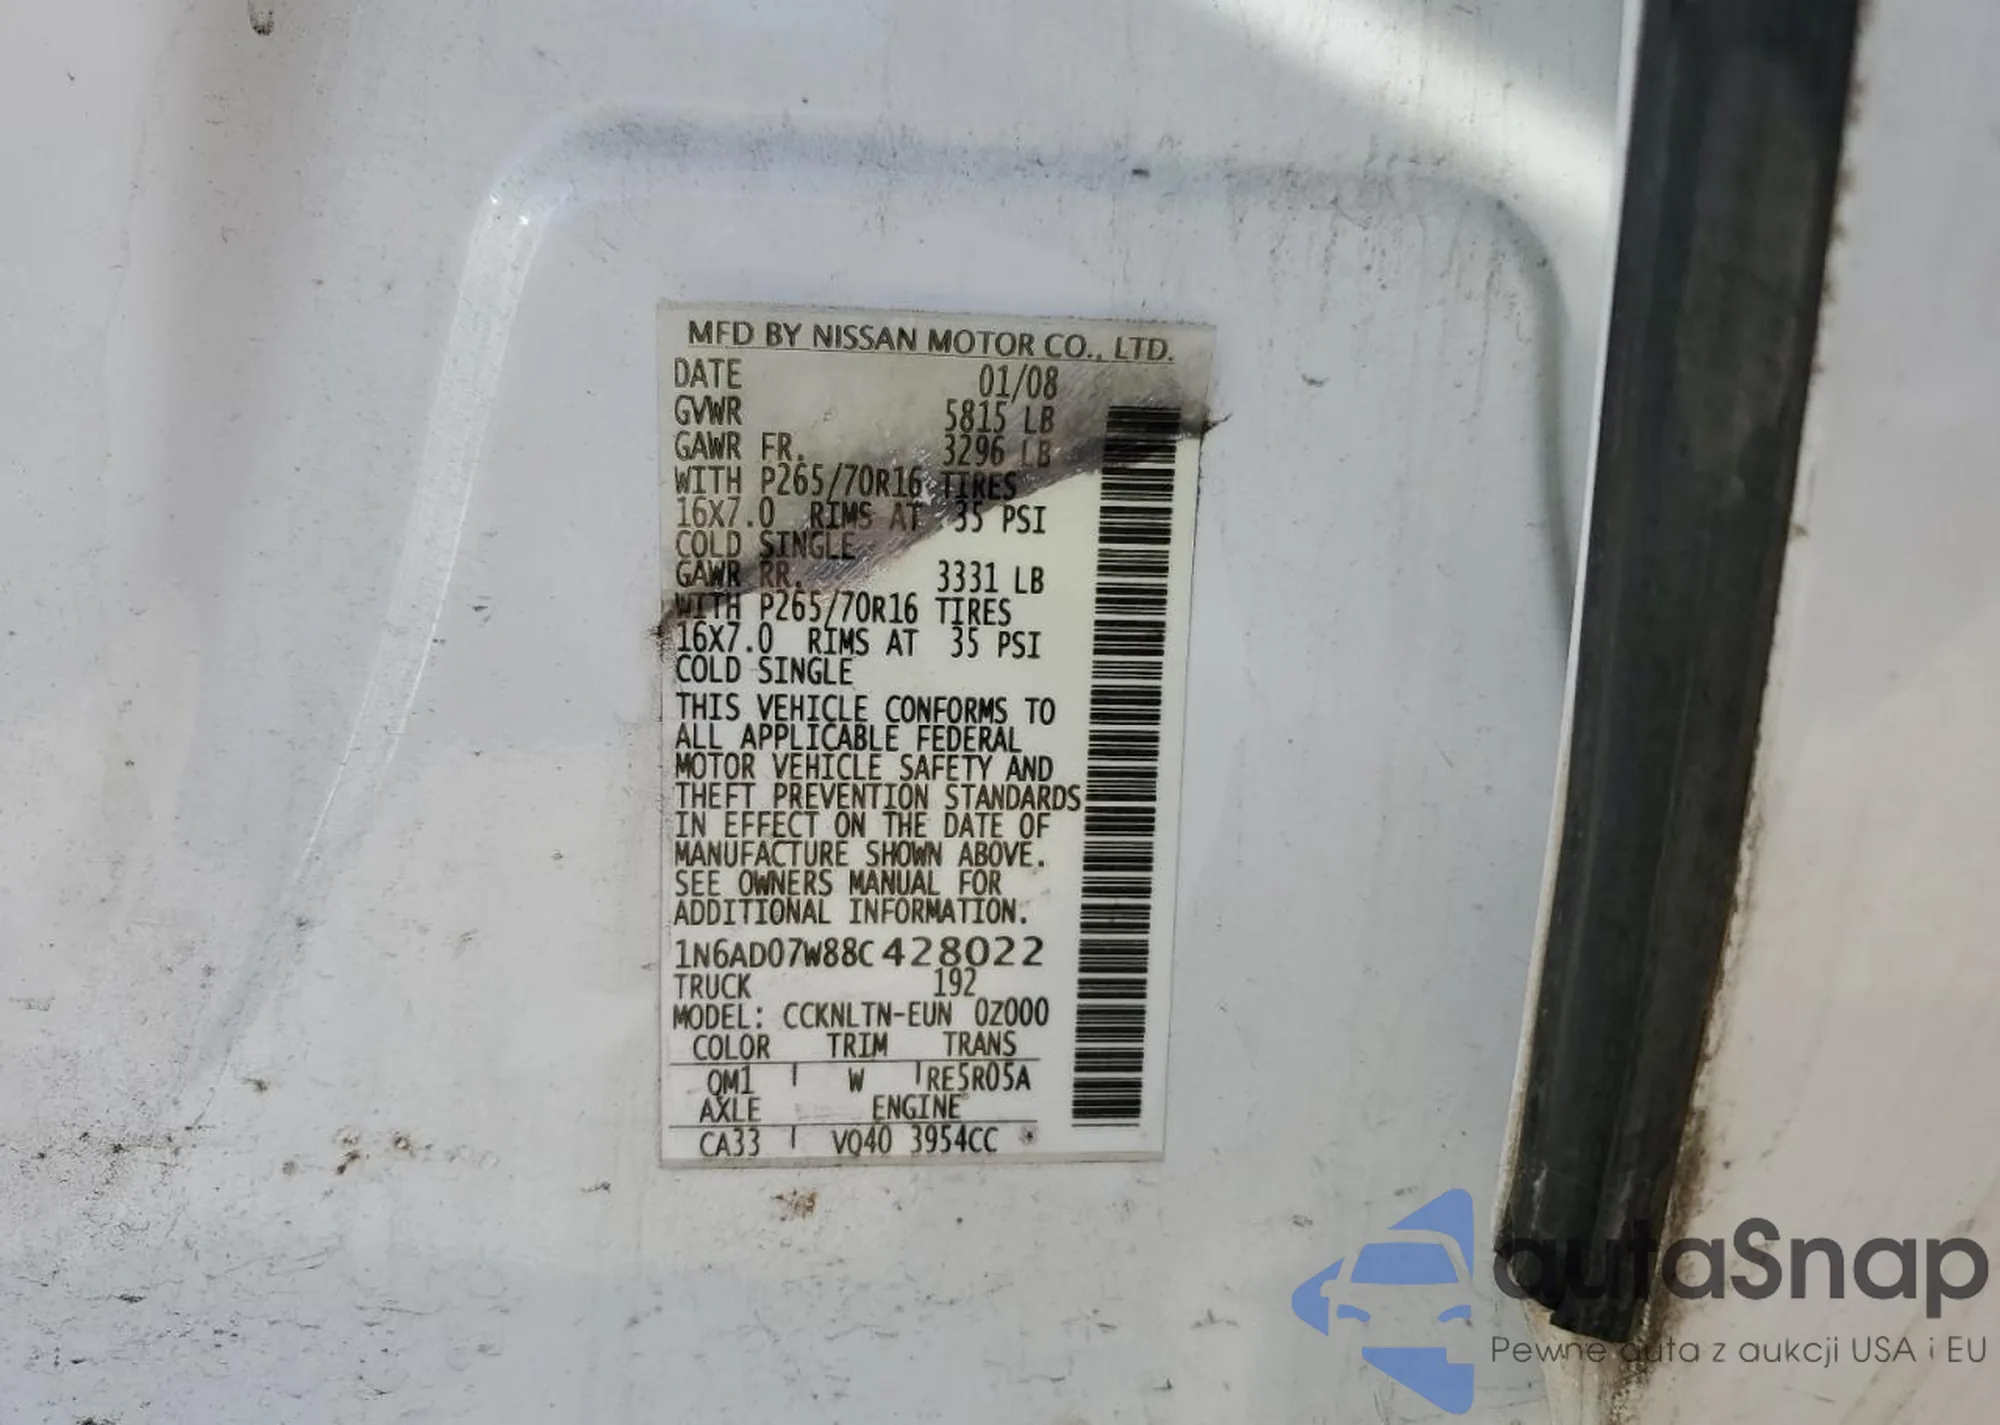 MFD BY NISSAN MOTOR CO., LTD.
DATE 01/08
GVWR 5815 LB
GAWR FR. 3296 LB
WITH P265/70R16 TIRES
16X7.0 RIMS AT 35 PSI
COLD SINGLE
GAWR RR. 3331 LB
WITH P265/70R16 TIRES
16X7.0 RIMS AT 35 PSI
COLD SINGLE
THIS VEHICLE CONFORMS TO
ALL APPLICABLE FEDERAL
MOTOR VEHICLE SAFETY AND
THEFT PREVENTION STANDARDS
IN EFFECT ON THE DATE OF
MANUFACTURE SHOWN ABOVE.
SEE OWNERS MANUAL FOR
ADDITIONAL INFORMATION.
1N6AD07W88C428022
TRUCK 192
MODEL: CCKNLTN-EUN 0Z000
COLOR TRIM TRANS
QM1 W RE5R05A
AXLE ENGINE
CA33 VQ40 3954CC *
autaSnap
Pewne auta z aukcji USA i EU